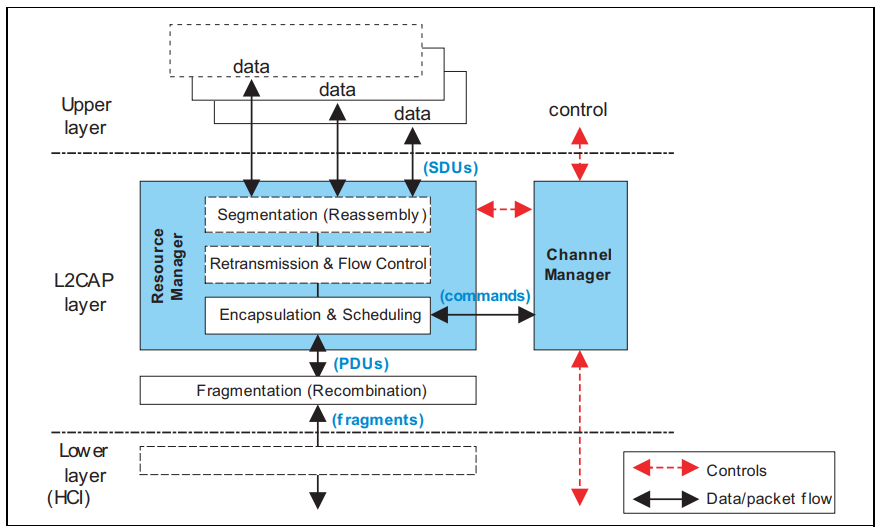 data
data
data
Upper
layer
control
(SDUs)
Resource
Manager
Segmentation (Reassembly)
Retransmission & Flow Control
Encapsulation & Scheduling
Channel
Manager
(commands)
L2CAP
layer
(PDUs)
Fragmentation (Recombination)
(fragments)
Lower
layer
(HCI)
Controls
Data/packet flow